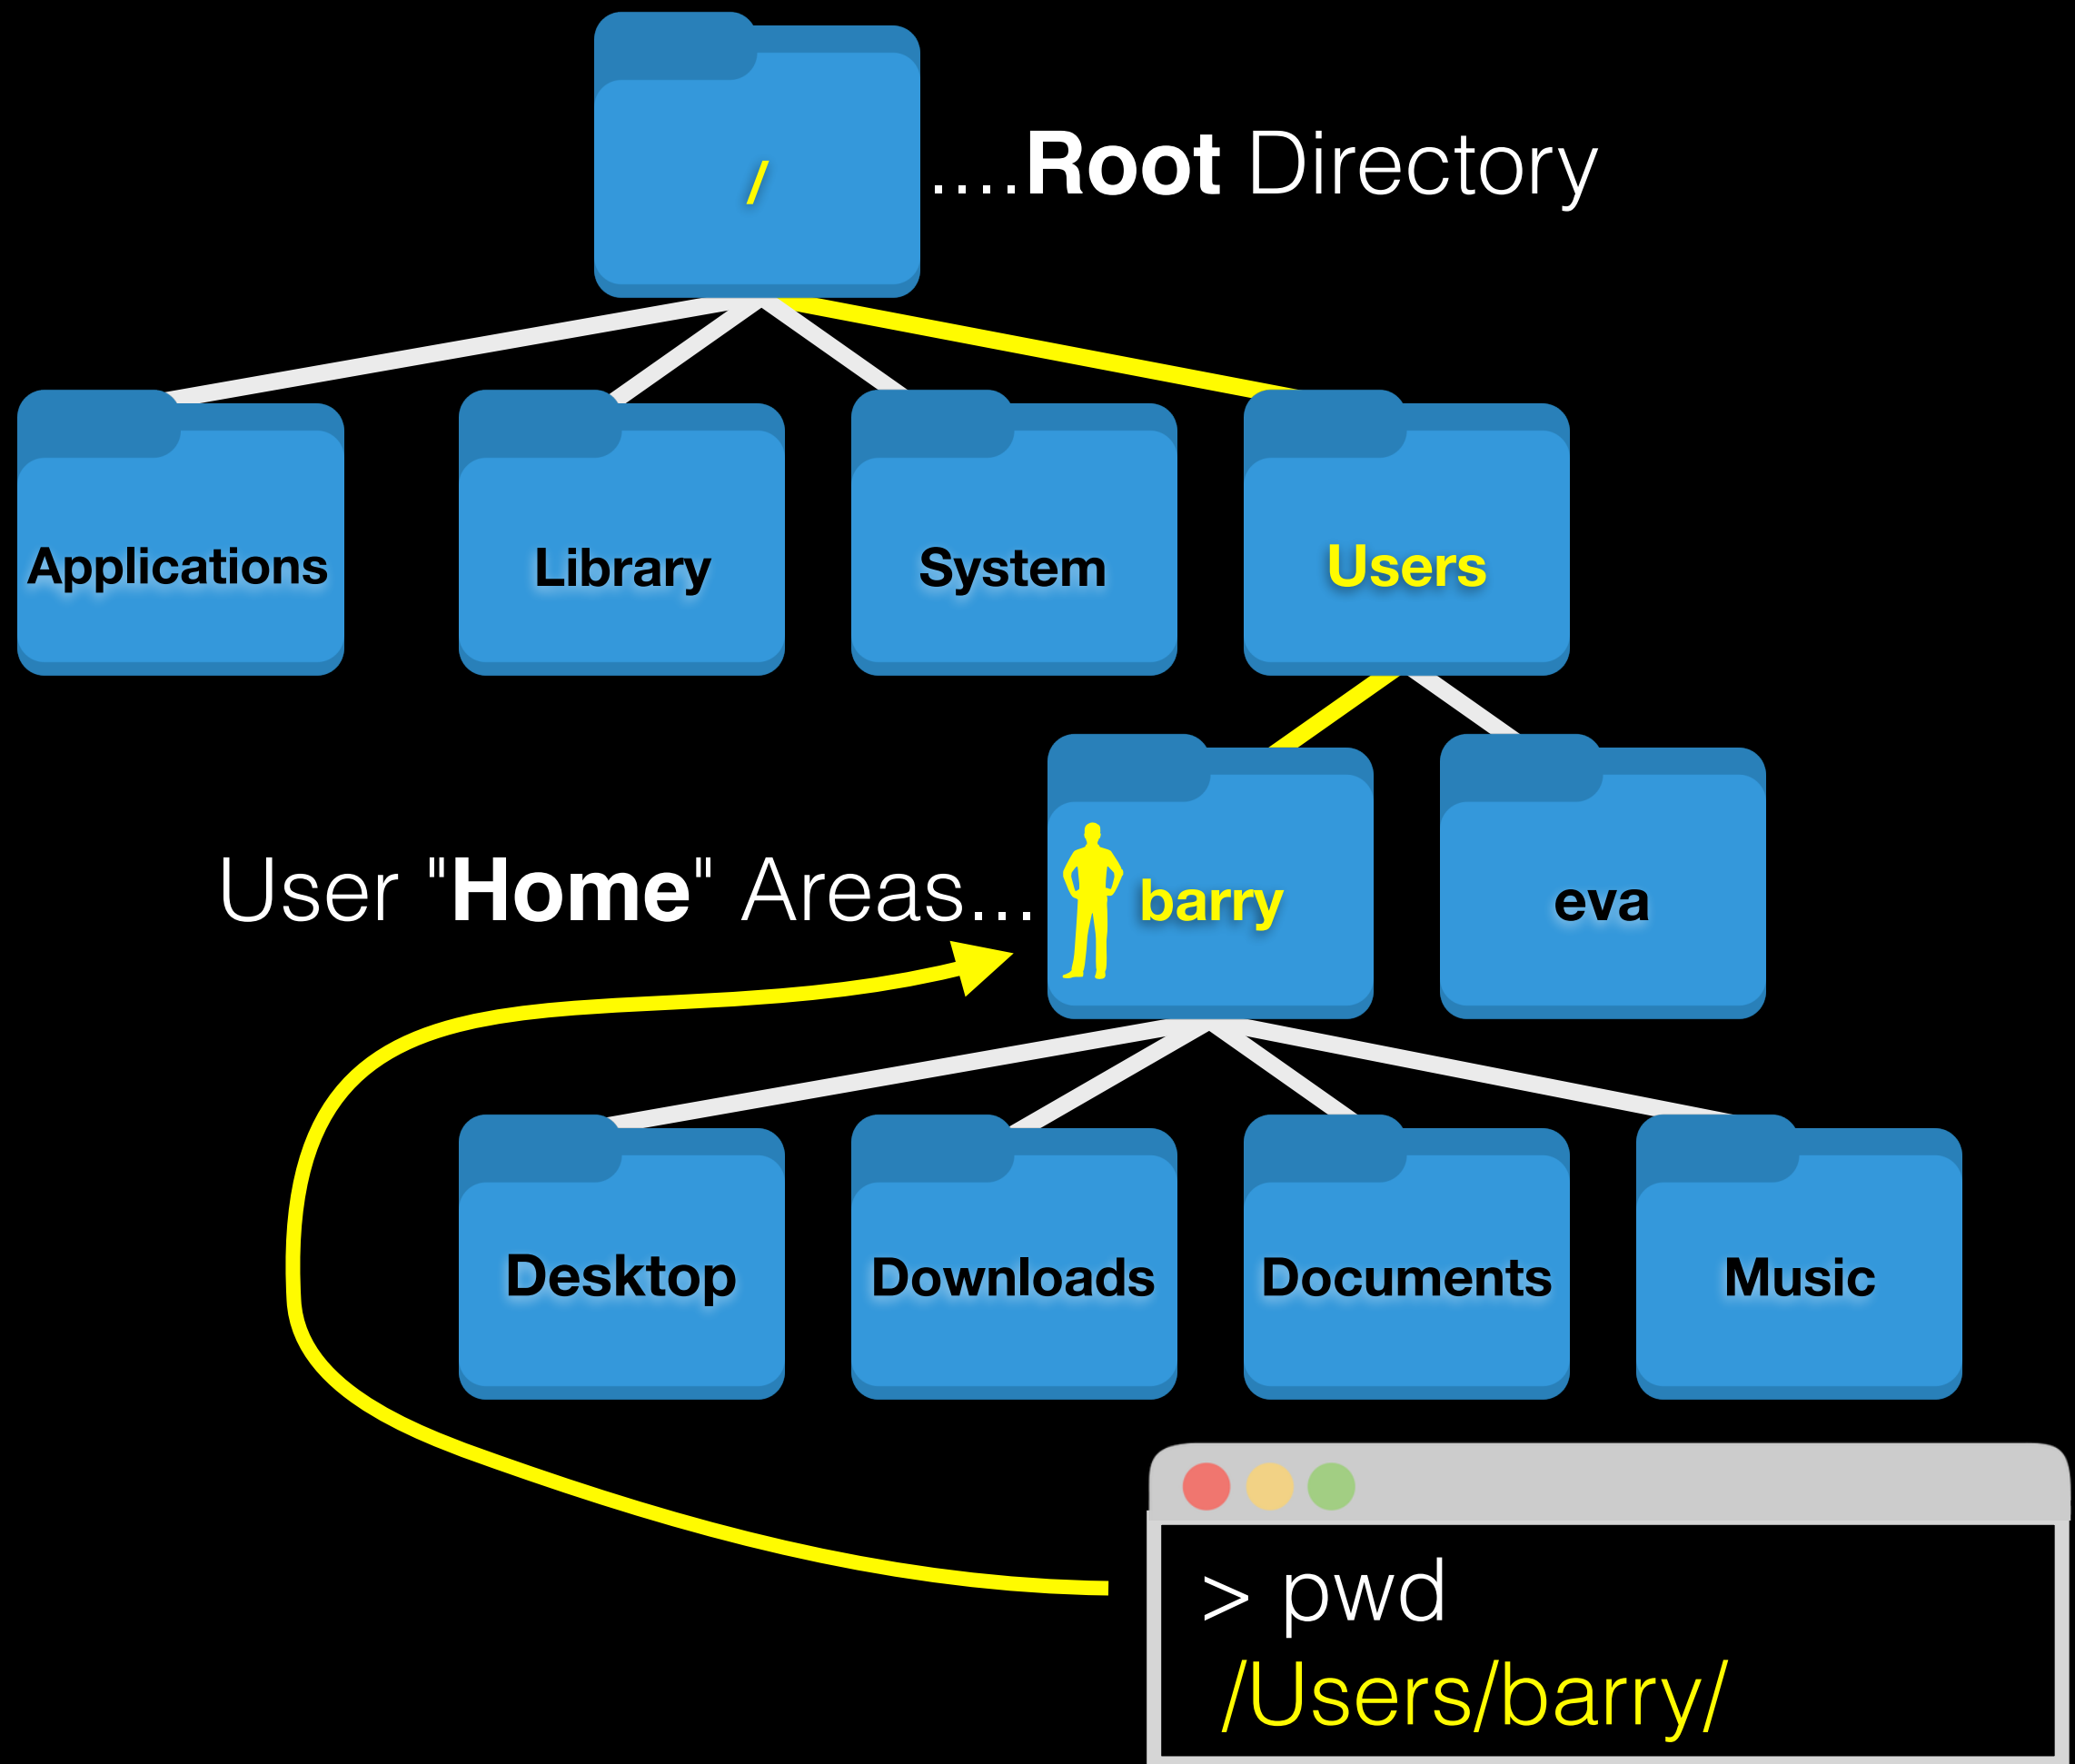 /
....Root Directory
Applications
Library
System
Users
User "Home" Areas...
barry
eva
Desktop
Downloads
Documents
Music
> pwd
/Users/barry/